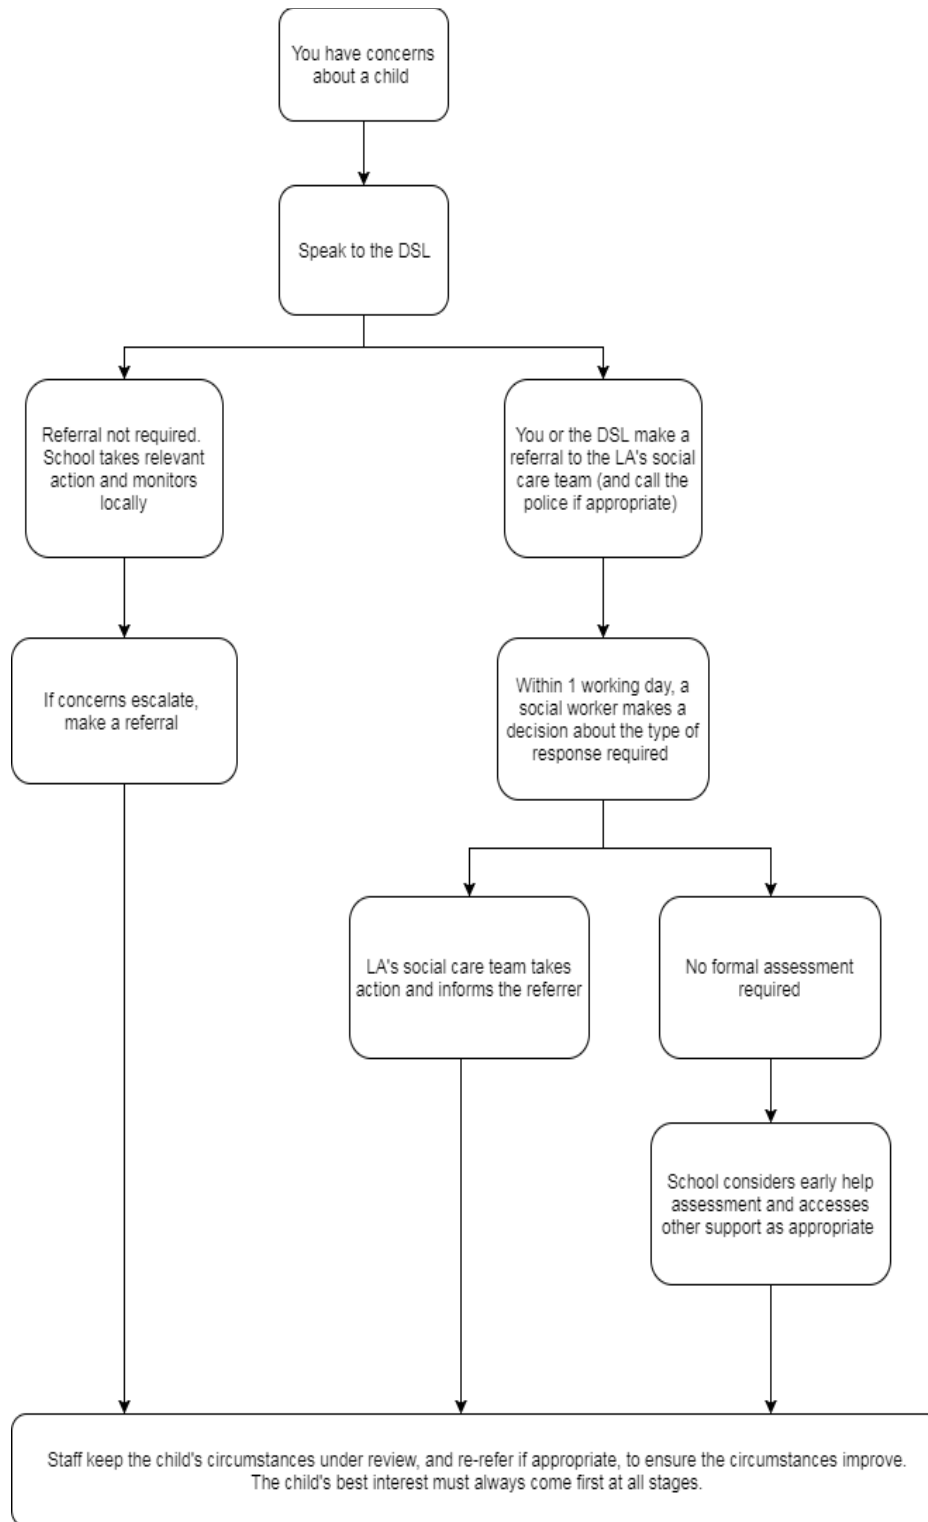 You have concerns
about a child
Speak to the DSL
Referral not required.
School takes relevant
action and monitors
locally
You or the DSL make a
referral to the LA's social
care team (and call the
police if appropriate)
If concerns escalate,
make a referral
Within 1 working day, a
social worker makes a
decision about the type of
response required
LA's social care team takes
action and informs the referrer
No formal assessment
required
School considers early help
assessment and accesses
other support as appropriate
Staff keep the child's circumstances under review, and re-refer if appropriate, to ensure the circumstances improve.
The child's best interest must always come first at all stages.